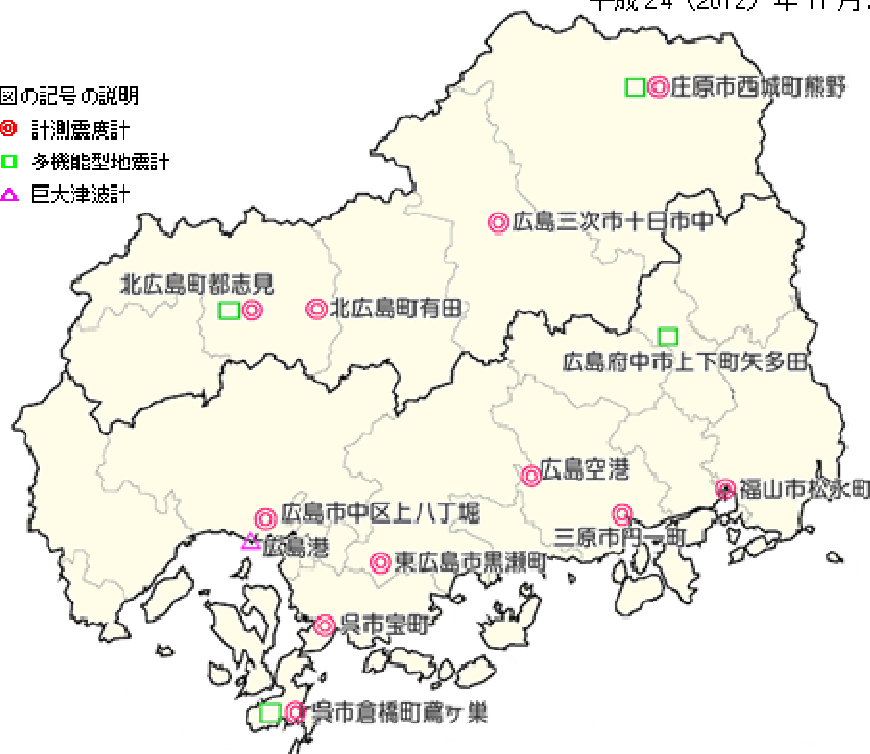 平成24（2012）年11月
図の記号の説明
計測震度計
多機能型地震計
巨大津波計
庄原市西城町熊野
広島三次市十日市中
北広島町都志見
北広島町有田
広島府中市上下町矢多田
広島空港
福山市松永町
広島市中区上八丁堀
三原市円一町
広島港
東広島市黒瀬町
呉市宝町
呉市倉橋町鳶ヶ巣